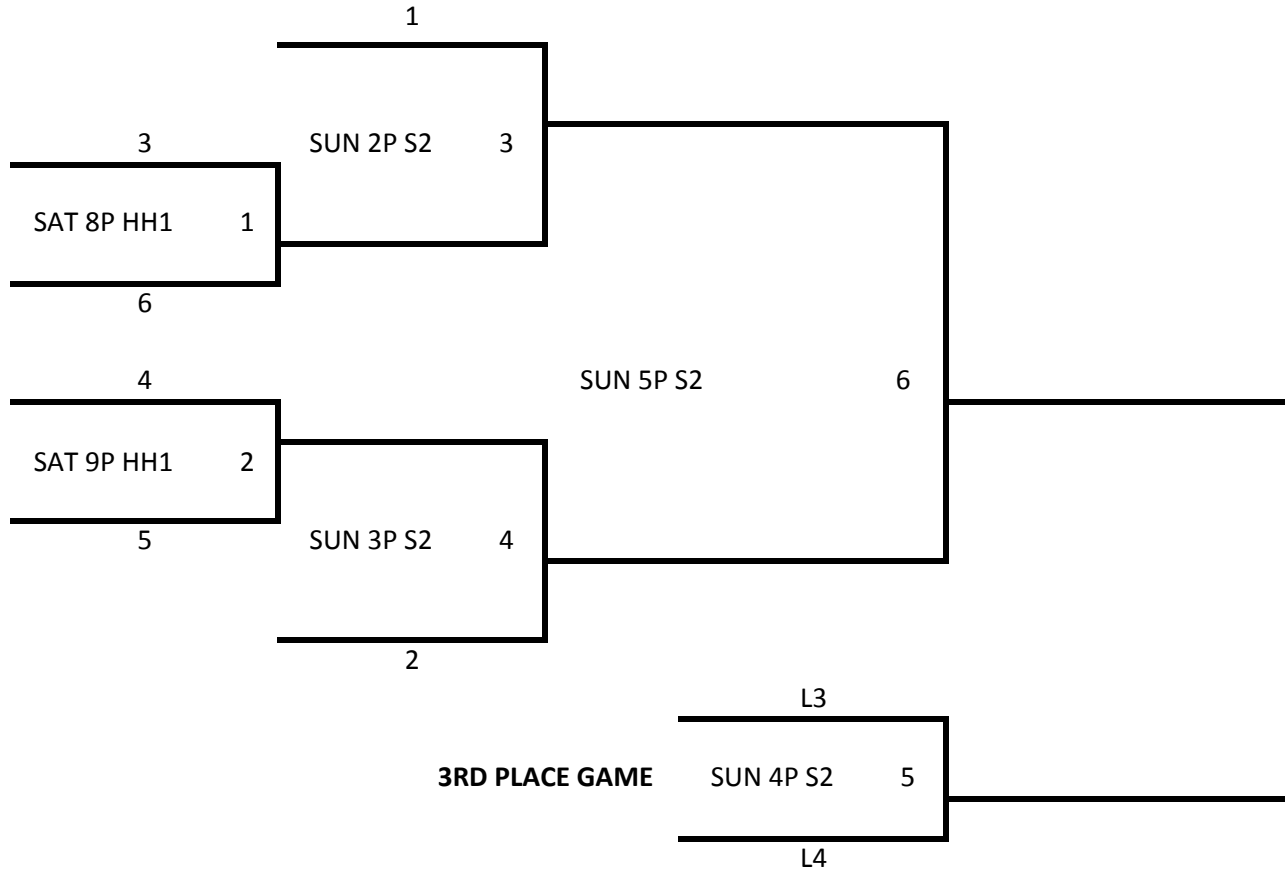 1
3
SUN 2P S2 3
SAT 8P HH1 1
6
4
SUN 5P S2 6
SAT 9P HH1 2
5
SUN 3P S2 4
2
L3
3RD PLACE GAME SUN 4P S2 5
L4